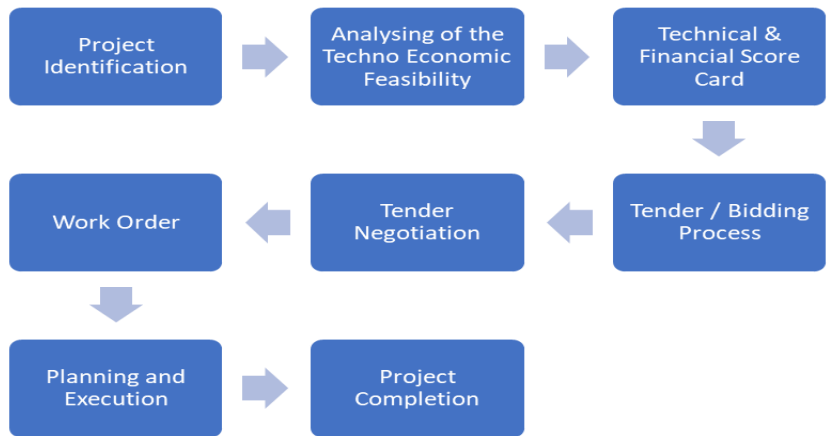 Project
Identification
Analysing of the
Techno Economic
Feasibility
Technical &
Financial Score
Card
Tender / Bidding
Process
Tender
Negotiation
Work Order
Planning and
Execution
Project
Completion